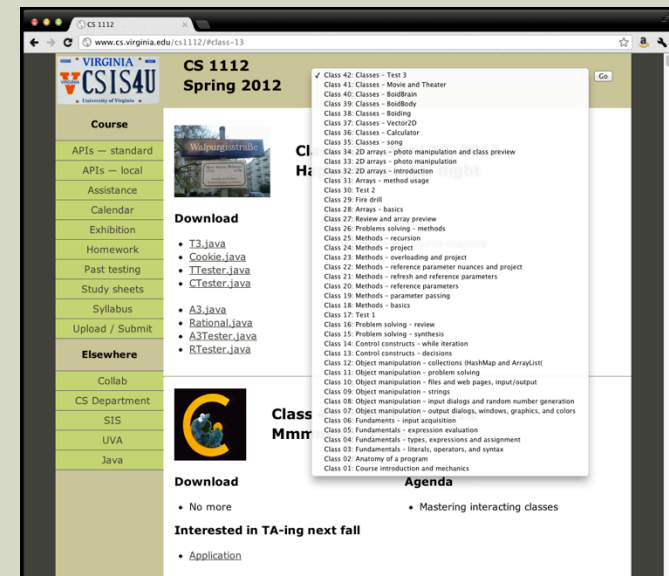 CS 1112
www.cs.virginia.edu/cs1112/#class-13
VIRGINIA
CSIS4U
University of Virginia
CS 1112
Spring 2012
Go
Course
APIs — standard
APIs — local
Assistance
Calendar
Exhibition
Homework
Past testing
Study sheets
Syllabus
Upload / Submit
Elsewhere
Collab
CS Department
SIS
UVA
Java
✓ Class 42: Classes - Test 3
Class 41: Classes - Movie and Theater
Class 40: Classes - BoidBrain
Class 39: Classes - BoidBody
Class 38: Classes - Boiding
Class 37: Classes - Vector2D
Class 36: Classes - Calculator
Class 35: Classes - song
Class 34: 2D arrays - photo manipulation and class preview
Class 33: 2D arrays - photo manipulation
Class 32: 2D arrays - introduction
Class 31: Arrays - method usage
Class 30: Test 2
Class 29: Fire drill
Class 28: Arrays - basics
Class 27: Review and array preview
Class 26: Problems solving - methods
Class 25: Methods - recursion
Class 24: Methods - project
Class 23: Methods - overloading and project
Class 22: Methods - reference parameter nuances and project
Class 21: Methods - refresh and reference parameters
Class 20: Methods - reference parameters
Class 19: Methods - parameter passing
Class 18: Methods - basics
Class 17: Test 1
Class 16: Problem solving - review
Class 15: Problem solving - synthesis
Class 14: Control constructs - while iteration
Class 13: Control constructs - decisions
Class 12: Object manipulation - collections (HashMap and ArrayList(
Class 11: Object manipulation - problem solving
Class 10: Object manipulation - files and web pages, input/output
Class 09: Object manipulation - strings
Class 08: Object manipulation - input dialogs and random number generation
Class 07: Object manipulation - output dialogs, windows, graphics, and colors
Class 06: Fundaments - input acquisition
Class 05: Fundamentals - expression evaluation
Class 04: Fundamentals - types, expressions and assignment
Class 03: Fundamentals - literals, operators, and syntax
Class 02: Anatomy of a program
Class 01: Course introduction and mechanics
Walpurgisstraße
Cl
Ha night
Download
• T3.java
• Cookie.java
• TTester.java
• CTester.java
• A3.java
• Rational.java
• A3Tester.java
• RTester.java
Class
Mmm
Download
• No more
Agenda
• Mastering interacting classes
Interested in TA-ing next fall
• Application